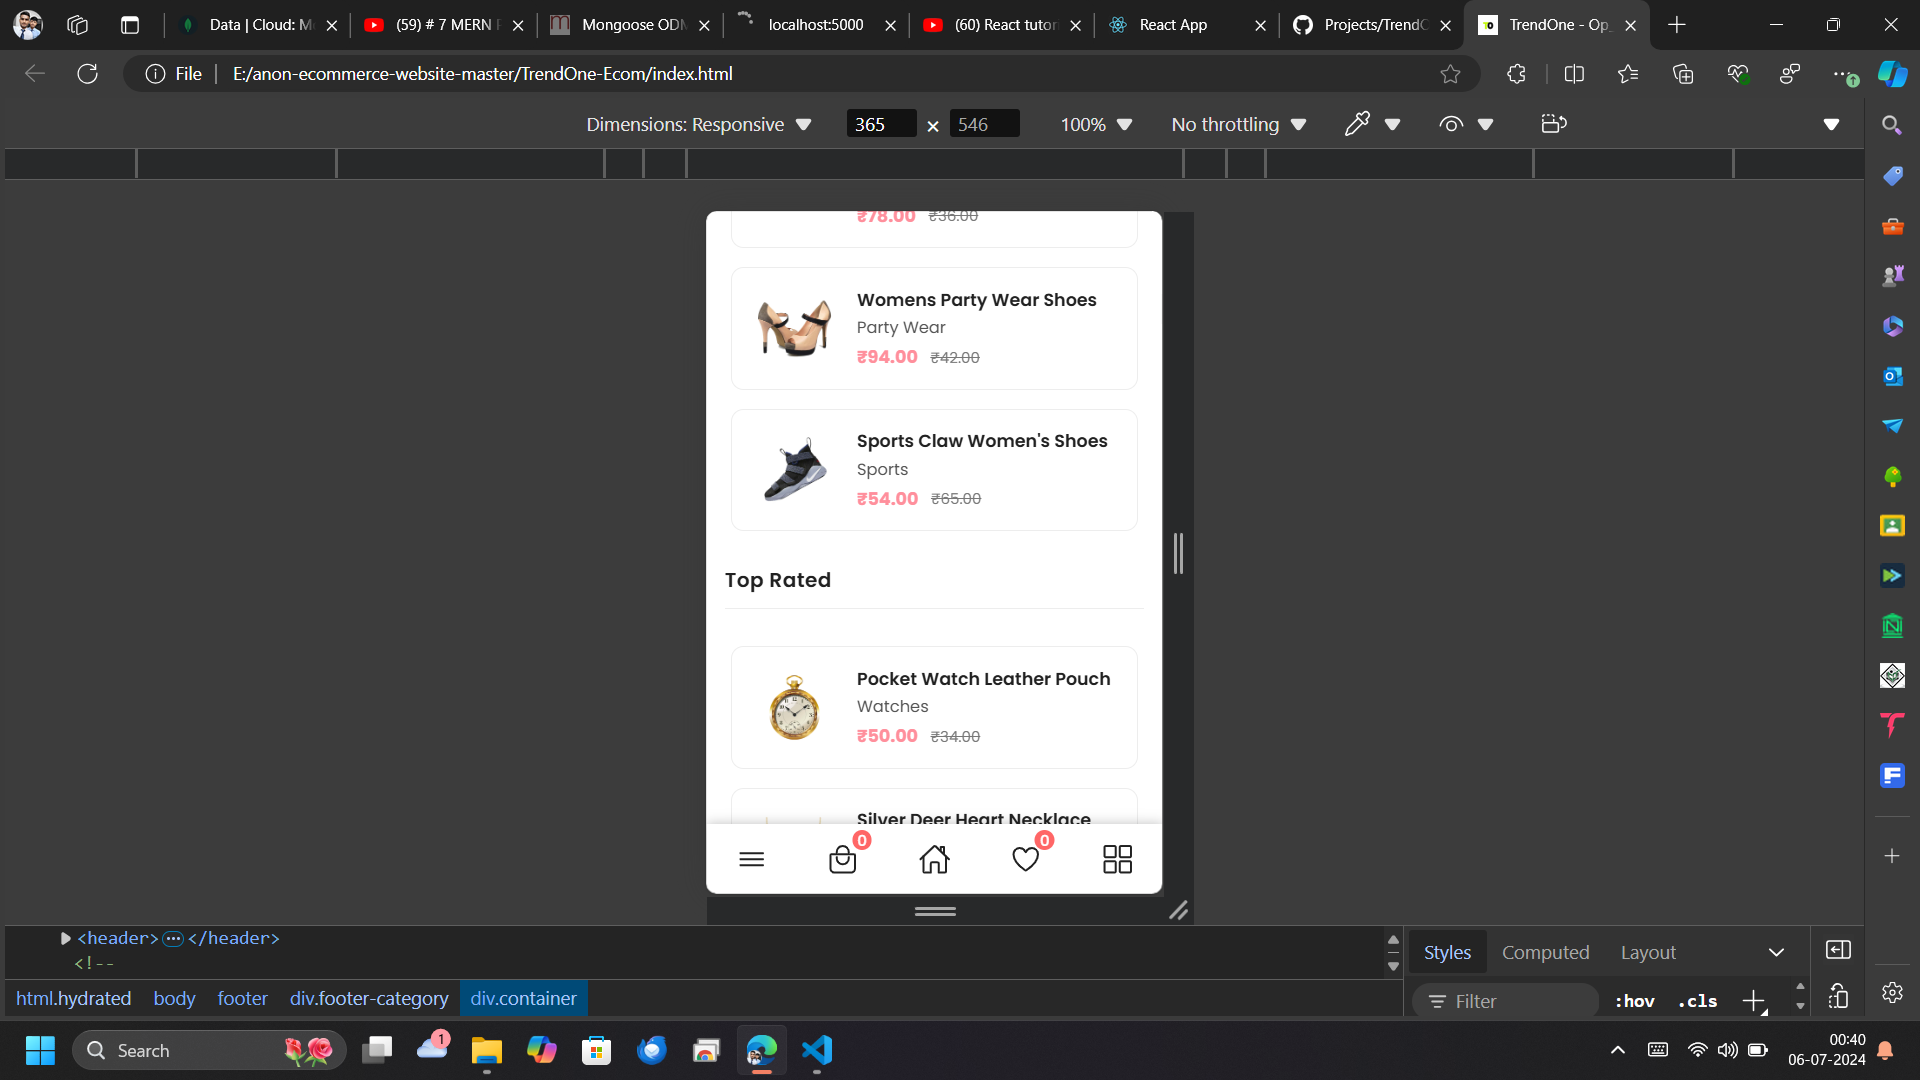 Data | Cloud: M
(59) # 7 MERN
Mongoose ODM
localhost:5000
(60) React tutor
React App
Projects/TrendO
TrendOne - Op
File
E:/anon-ecommerce-website-master/TrendOne-Ecom/index.html
Dimensions: Responsive
365
546
100%
No throttling
₹78.00 ₹36.00
Womens Party Wear Shoes
Party Wear
₹94.00 ₹42.00
Sports Claw Women's Shoes
Sports
₹54.00 ₹65.00
Top Rated
Pocket Watch Leather Pouch
Watches
₹50.00 ₹34.00
Silver Deer Heart Necklace
0
0
<header>…</header>
<!--
Styles
Computed
Layout
html.hydrated
body
footer
div.footer-category
div.container
Filter
:hov
.cls
Search
1
00:40
06-07-2024